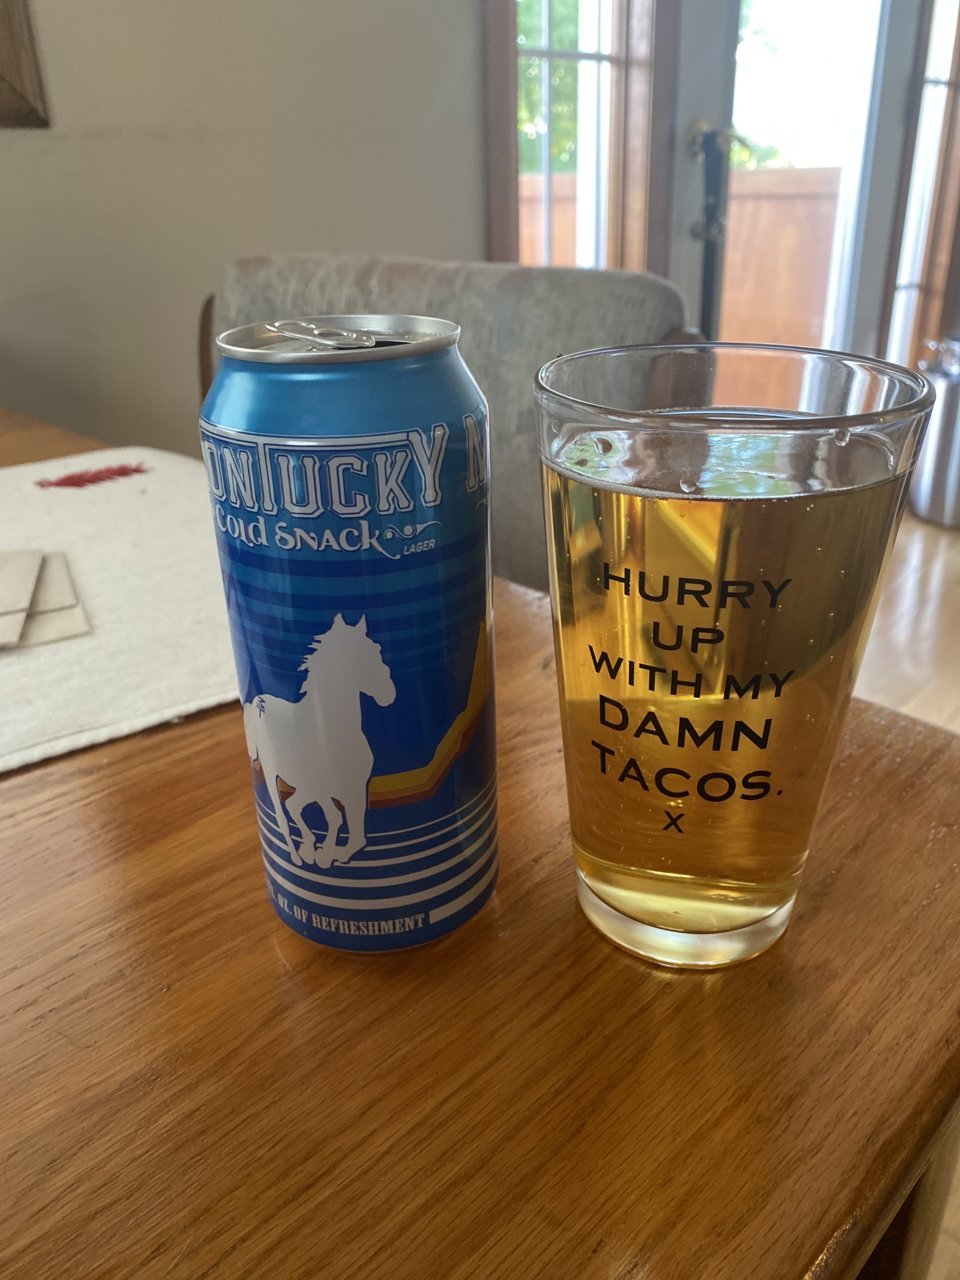 ONTUCKY
COLD SNACK
LAGER
OZ. OF REFRESHMENT
HURRY
UP
WITH MY
DAMN
TACOS.
X